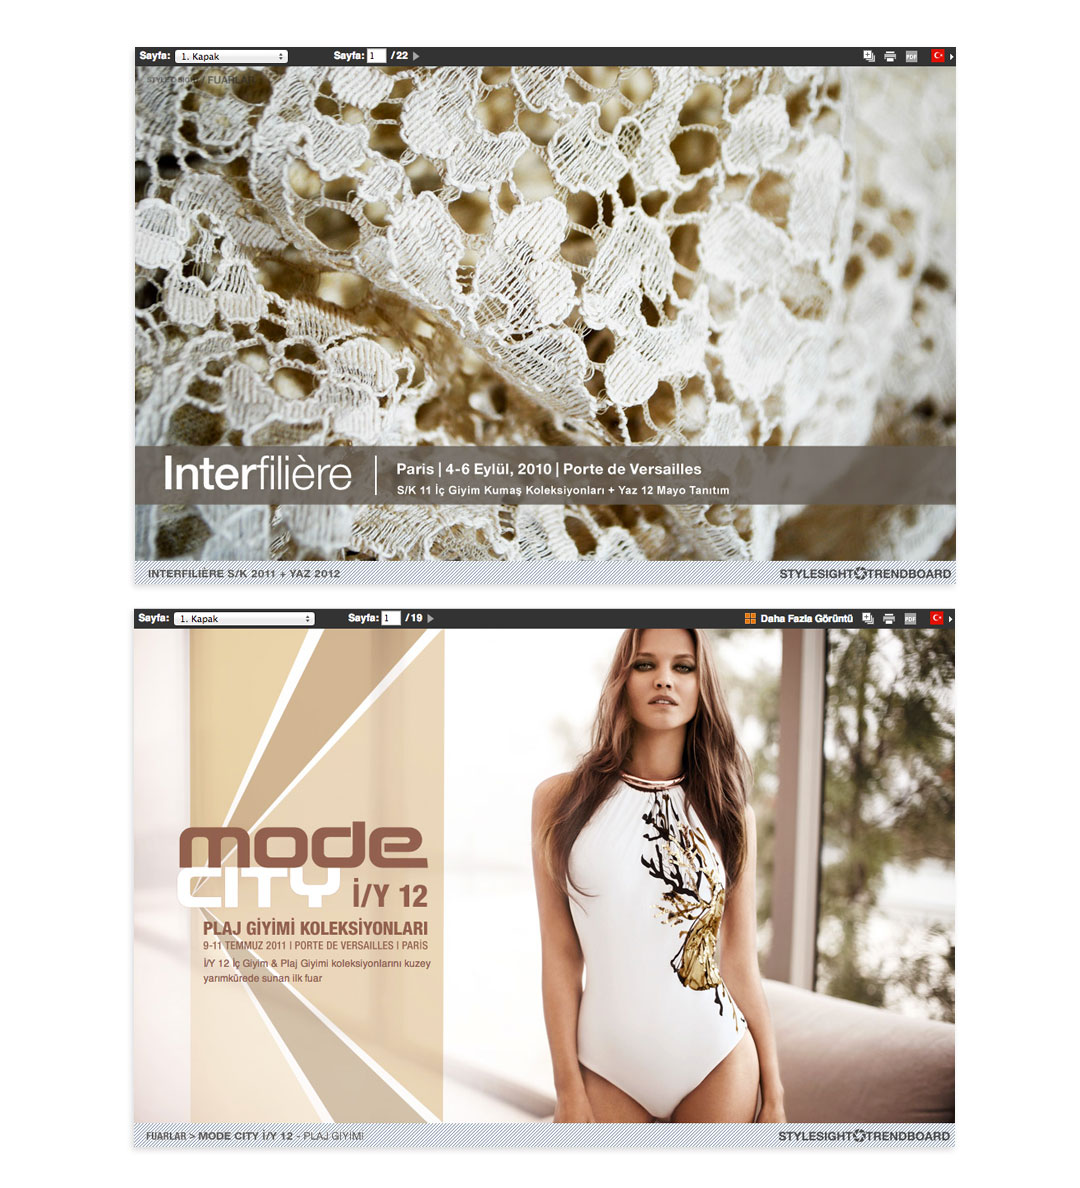 Sayfa: 1. Kapak Sayfa: 1 /22 PDF
STYLESIGHT / FUARLAR
Interfilière
Paris | 4-6 Eylül, 2010 | Porte de Versailles
S/K 11 İç Giyim Kumaş Koleksiyonları + Yaz 12 Mayo Tanıtım
INTERFILIÈRE S/K 2011 + YAZ 2012 STYLESIGHT TRENDBOARD
Sayfa: 1. Kapak Sayfa: 1 /19 Daha Fazla Görüntü PDF
mode
CITY İ/Y 12
PLAJ GİYİMİ KOLEKSİYONLARI
9-11 TEMMUZ 2011 | PORTE DE VERSAILLES | PARİS
İ/Y 12 İç Giyim & Plaj Giyimi koleksiyonlarını kuzey
yarımkürede sunan ilk fuar
FUARLAR > MODE CITY İ/Y 12 - PLAJ GİYİMİ STYLESIGHT TRENDBOARD